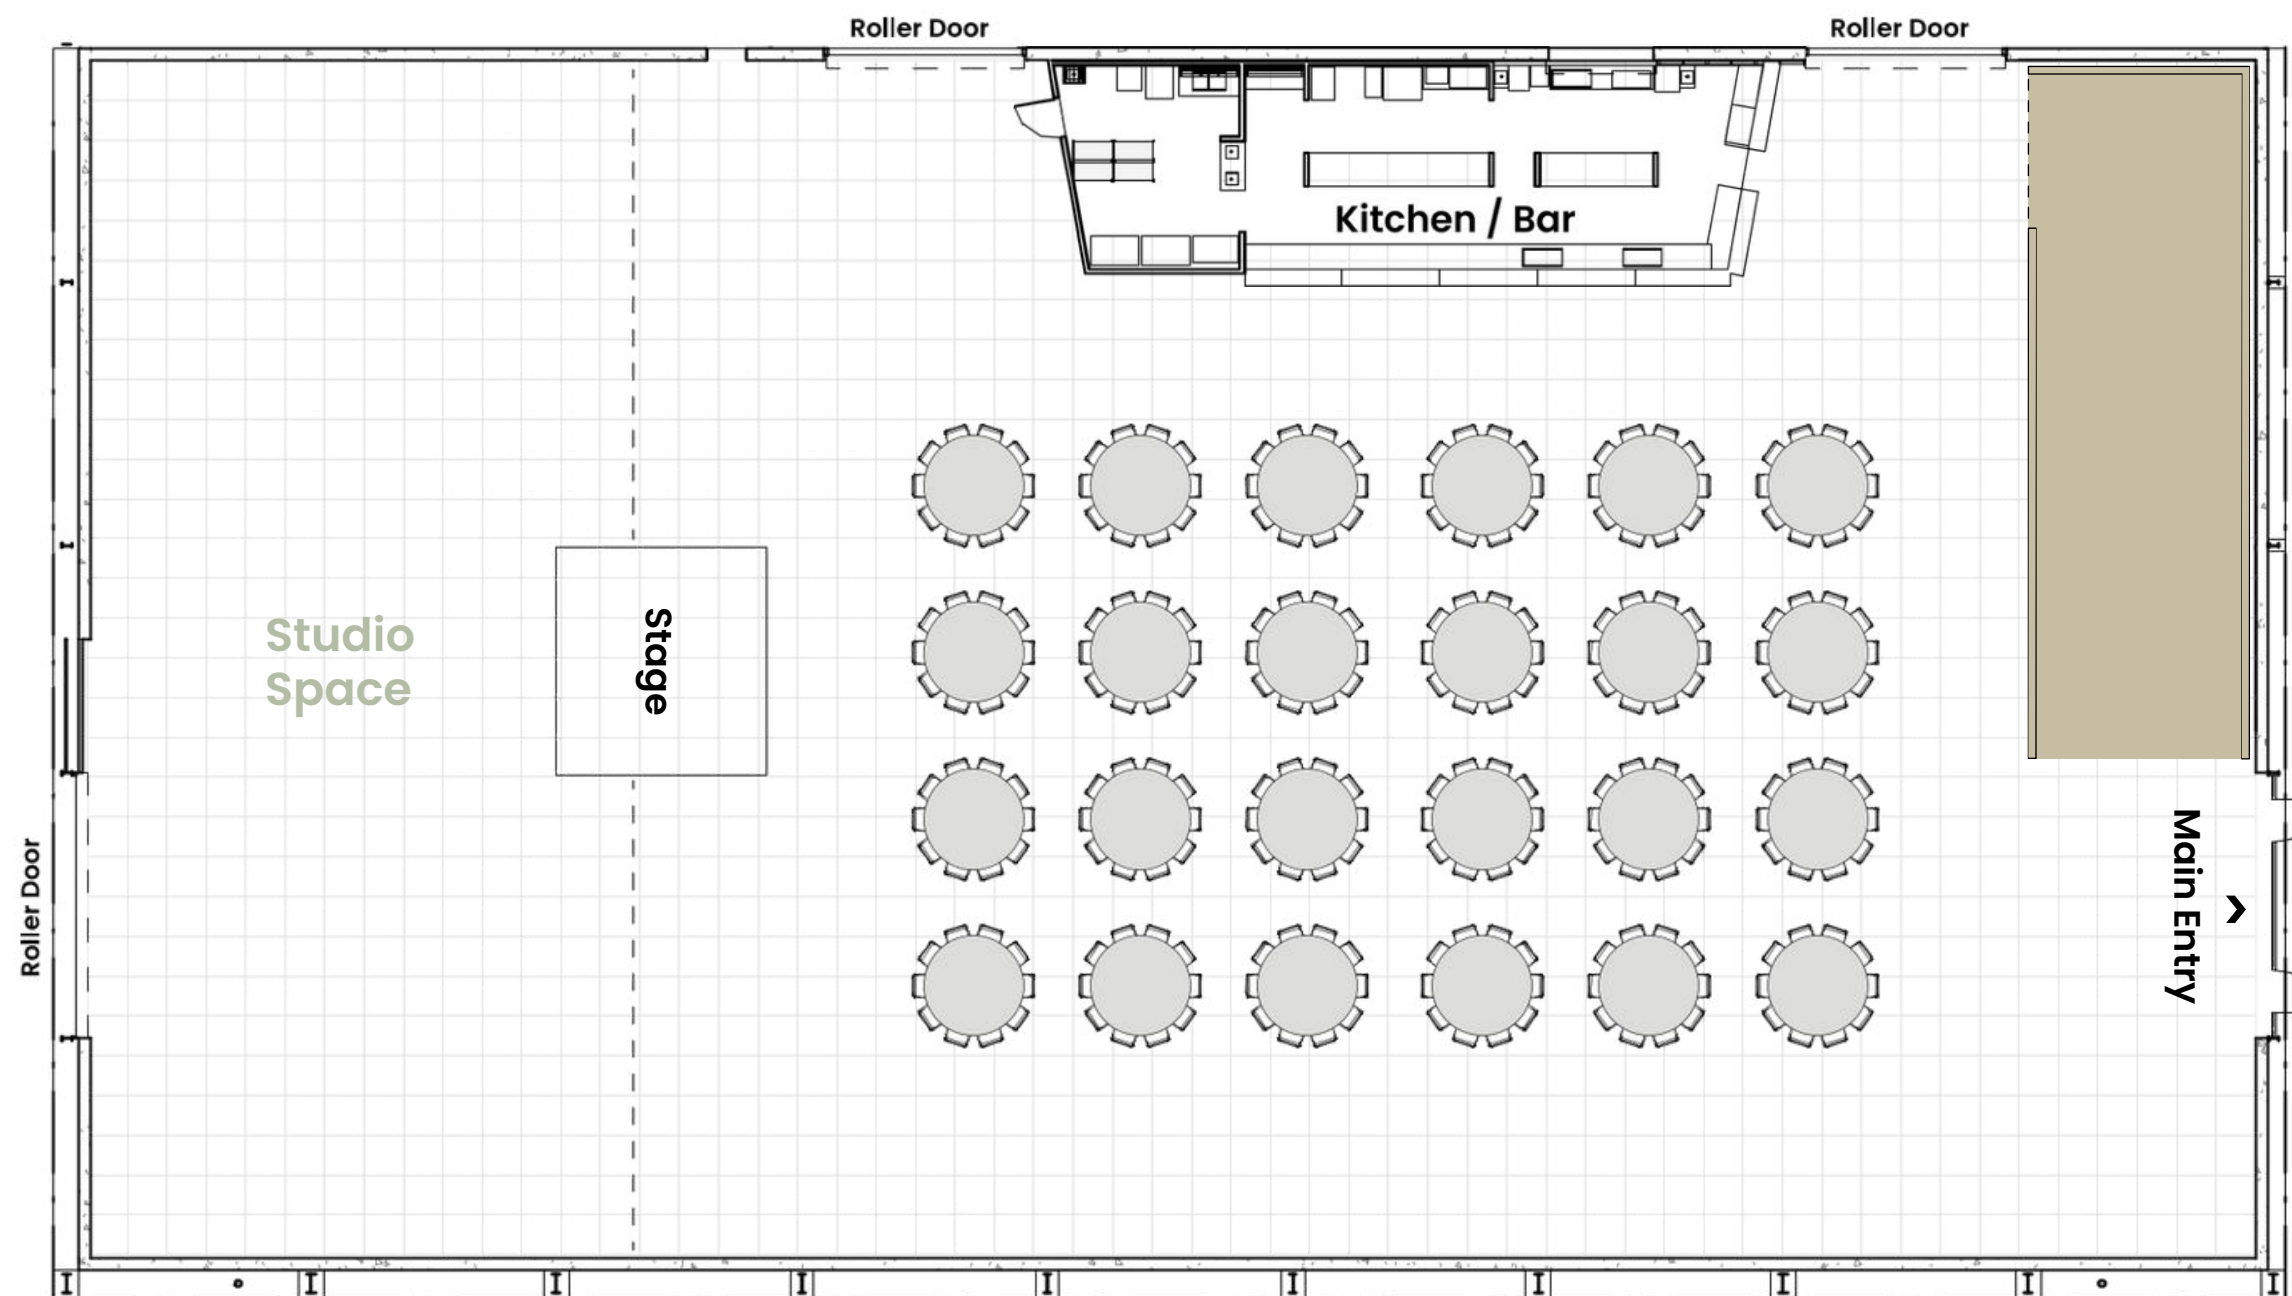 Roller Door
Roller Door
Kitchen / Bar
Studio
Space
Stage
Main Entry
Roller Door